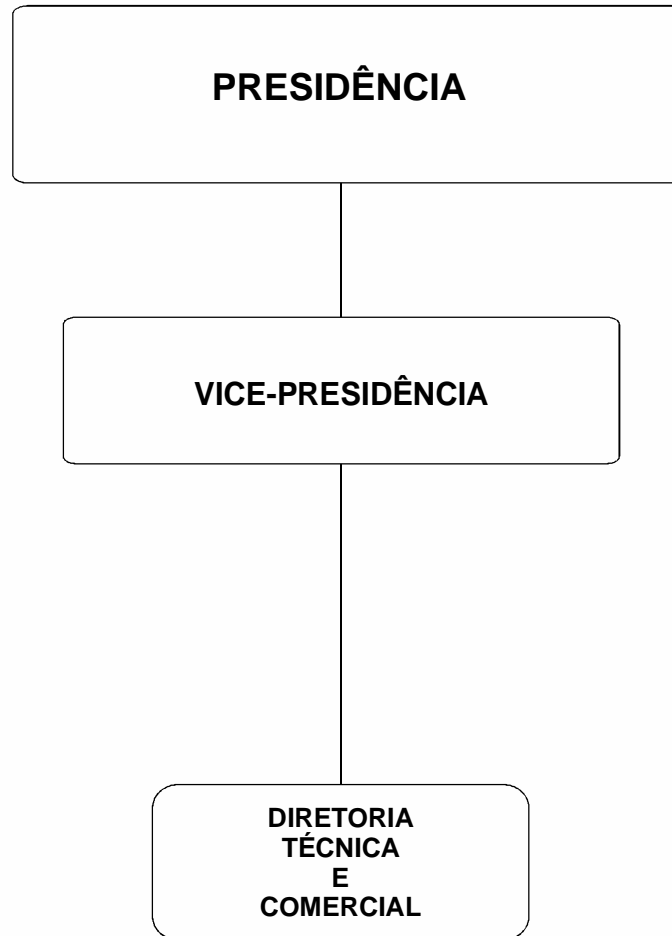 PRESIDÊNCIA
VICE-PRESIDÊNCIA
DIRETORIA
TÉCNICA
E
COMERCIAL